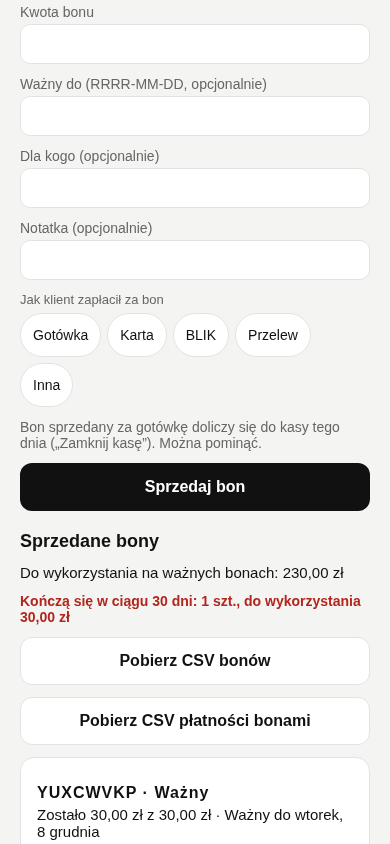 Kwota bonu
Ważny do (RRRR-MM-DD, opcjonalnie)
Dla kogo (opcjonalnie)
Notatka (opcjonalnie)
Jak klient zapłacił za bon
Gotówka
Karta
BLIK
Przelew
Inna
Bon sprzedany za gotówkę doliczy się do kasy tego
dnia („Zamknij kasę”). Można pominąć.
Sprzedaj bon
Sprzedane bony
Do wykorzystania na ważnych bonach: 230,00 zł
Kończą się w ciągu 30 dni: 1 szt., do wykorzystania
30,00 zł
Pobierz CSV bonów
Pobierz CSV płatności bonami
YUXCWVKP · Ważny
Zostało 30,00 zł z 30,00 zł · Ważny do wtorek,
8 grudnia